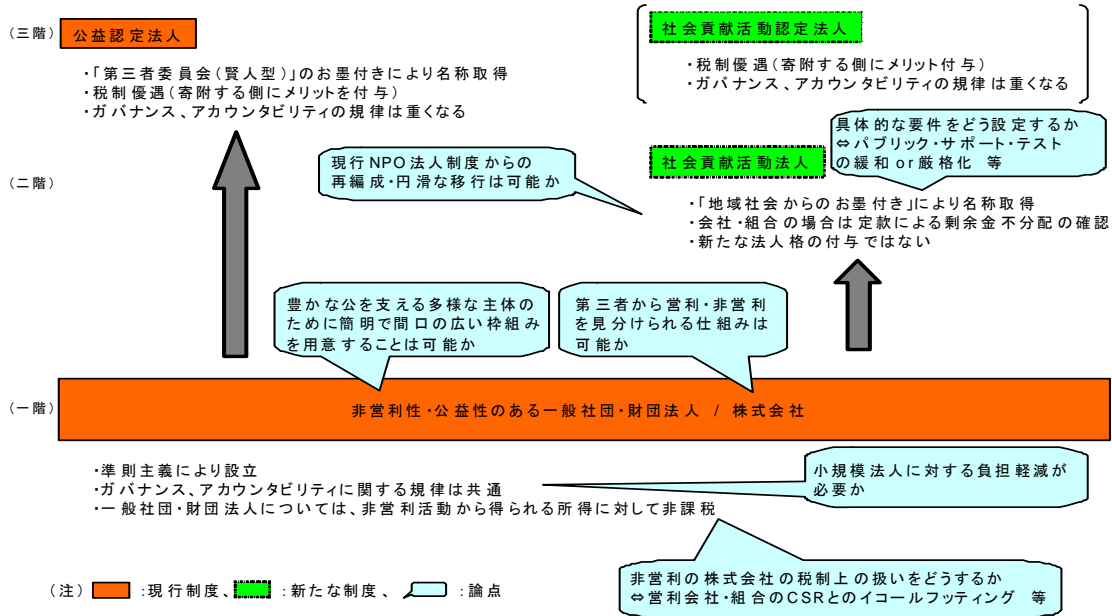 (三階)
公益認定法人
・「第三者委員会(賢人型)」のお墨付きにより名称取得
・税制優遇(寄附する側にメリットを付与)
・ガバナンス、アカウンタビリティの規律は重くなる
社会貢献活動認定法人
・税制優遇(寄附する側にメリット付与)
・ガバナンス、アカウンタビリティの規律は重くなる
具体的な要件をどう設定するか
⇔パブリック・サポート・テスト
の緩和 or 厳格化 等
現行NPO法人制度からの
再編成・円滑な移行は可能か
(二階)
社会貢献活動法人
・「地域社会からのお墨付き」により名称取得
・会社・組合の場合は定款による剰余金不分配の確認
・新たな法人格の付与ではない
豊かな公を支える多様な主体の
ために簡明で間口の広い枠組み
を用意することは可能か
第三者から営利・非営利
を見分けられる仕組みは
可能か
(一階)
非営利性・公益性のある一般社団・財団法人 / 株式会社
・準則主義により設立
・ガバナンス、アカウンタビリティに関する規律は共通
・一般社団・財団法人については、非営利活動から得られる所得に対して非課税
小規模法人に対する負担軽減が
必要か
非営利の株式会社の税制上の扱いをどうするか
⇔営利会社・組合のCSRとのイコールフッティング 等
(注) :現行制度、 :新たな制度、 :論点